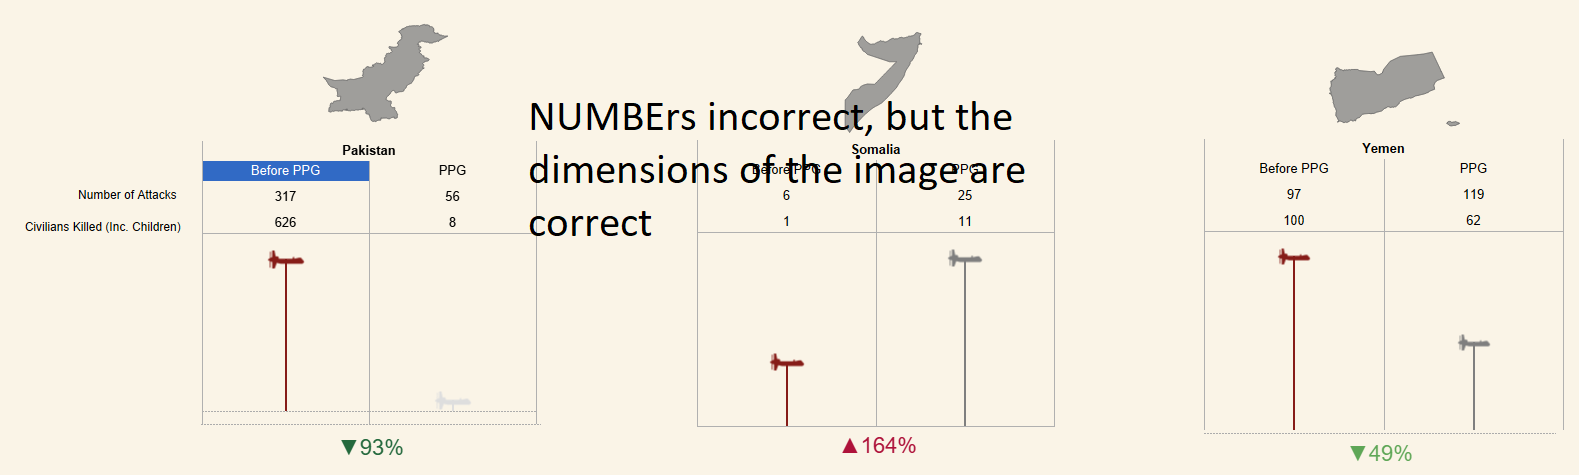 NUMBErs incorrect, but the
dimensions of the image are
correct
Pakistan
Before PPG PPG
Number of Attacks 317 56
Civilians Killed (Inc. Children) 626 8
▼93%
Somalia
Before PPG PPG
6 25
1 11
▲164%
Yemen
Before PPG PPG
97 119
100 62
▼49%